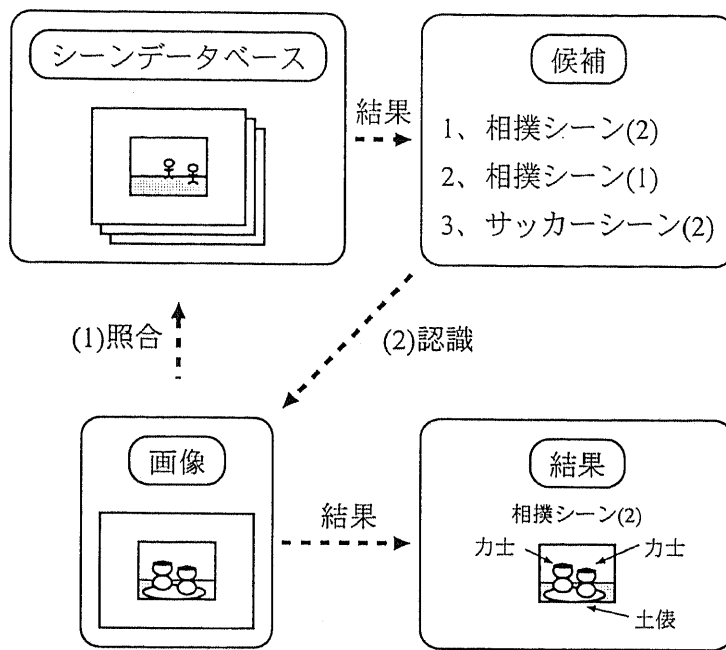 シーンデータベース
結果
候補
1、相撲シーン(2)
2、相撲シーン(1)
3、サッカーシーン(2)
(1)照合
(2)認識
画像
結果
結果
相撲シーン(2)
力士
力士
土俵